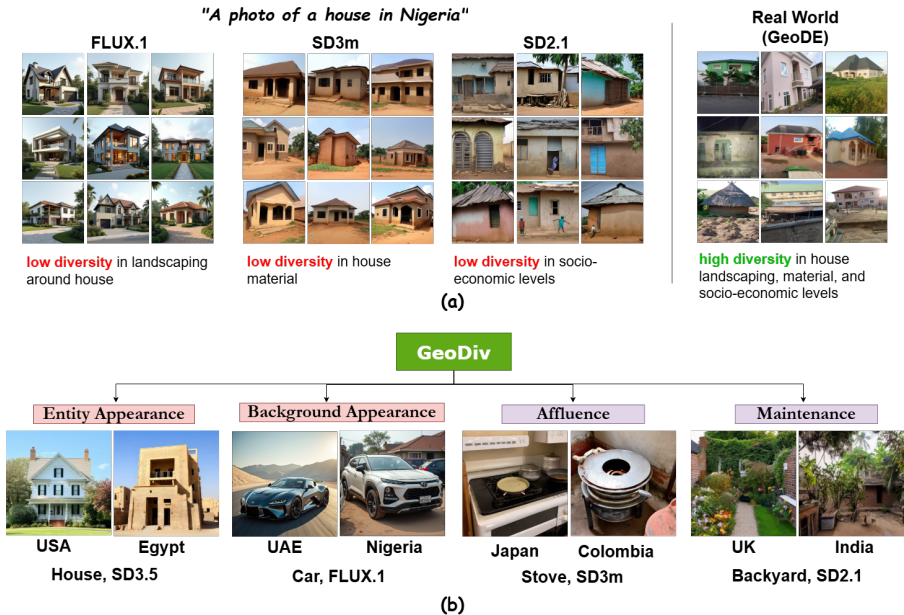 "A photo of a house in Nigeria"
FLUX.1
SD3m
SD2.1
Real World
(GeoDE)
low diversity in landscaping
around house
low diversity in house
material
low diversity in socio-
economic levels
high diversity in house
landscaping, material, and
socio-economic levels
(a)
GeoDiv
Entity Appearance
Background Appearance
Affluence
Maintenance
USA
Egypt
UAE
Nigeria
Japan
Colombia
UK
India
House, SD3.5
Car, FLUX.1
Stove, SD3m
Backyard, SD2.1
(b)